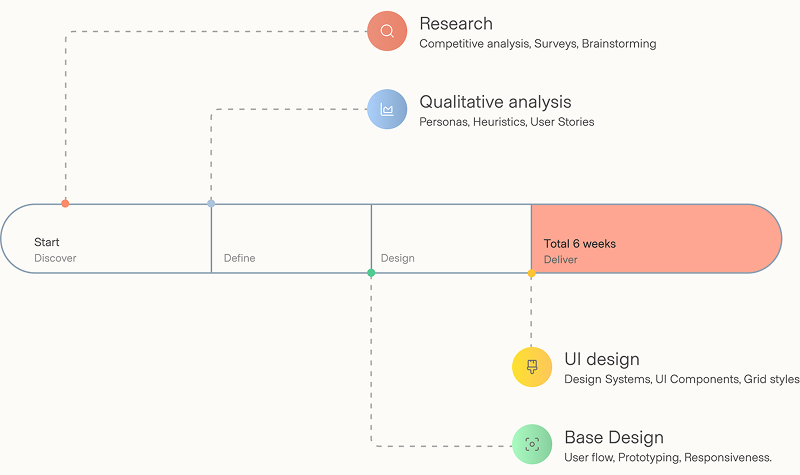 Research
Competitive analysis, Surveys, Brainstorming
Qualitative analysis
Personas, Heuristics, User Stories
Start
Discover
Define
Design
Total 6 weeks
Deliver
UI design
Design Systems, UI Components, Grid styles
Base Design
User flow, Prototyping, Responsiveness.